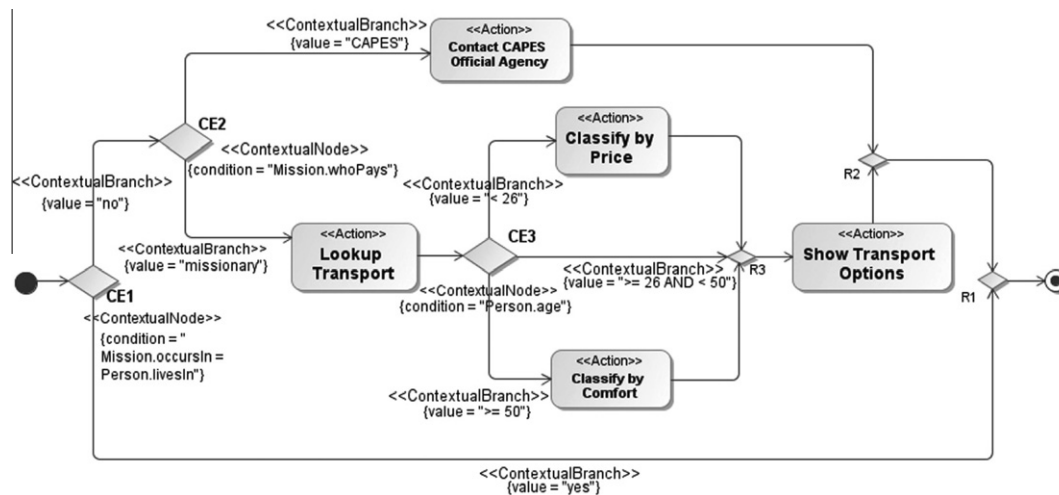 <<ContextualBranch>>
{value = "CAPES"}
<<Action>>
Contact CAPES
Official Agency
CE2
<<ContextualNode>>
{condition = "Mission.whoPays"}
<<ContextualBranch>>
{value = "no"}
<<Action>>
Classify by
Price
<<ContextualBranch>>
{value = "< 26"}
R2
<<ContextualBranch>>
{value = "missionary"}
<<Action>>
Lookup
Transport
CE3
<<ContextualNode>>
{condition = "Person.age"}
<<ContextualBranch>>
{value = ">= 26 AND < 50"}
R3
<<Action>>
Show Transport
Options
CE1
<<ContextualNode>>
{condition = "
Mission.occursIn =
Person.livesIn"}
R1
<<Action>>
Classify by
Comfort
<<ContextualBranch>>
{value = ">= 50"}
<<ContextualBranch>>
{value = "yes"}